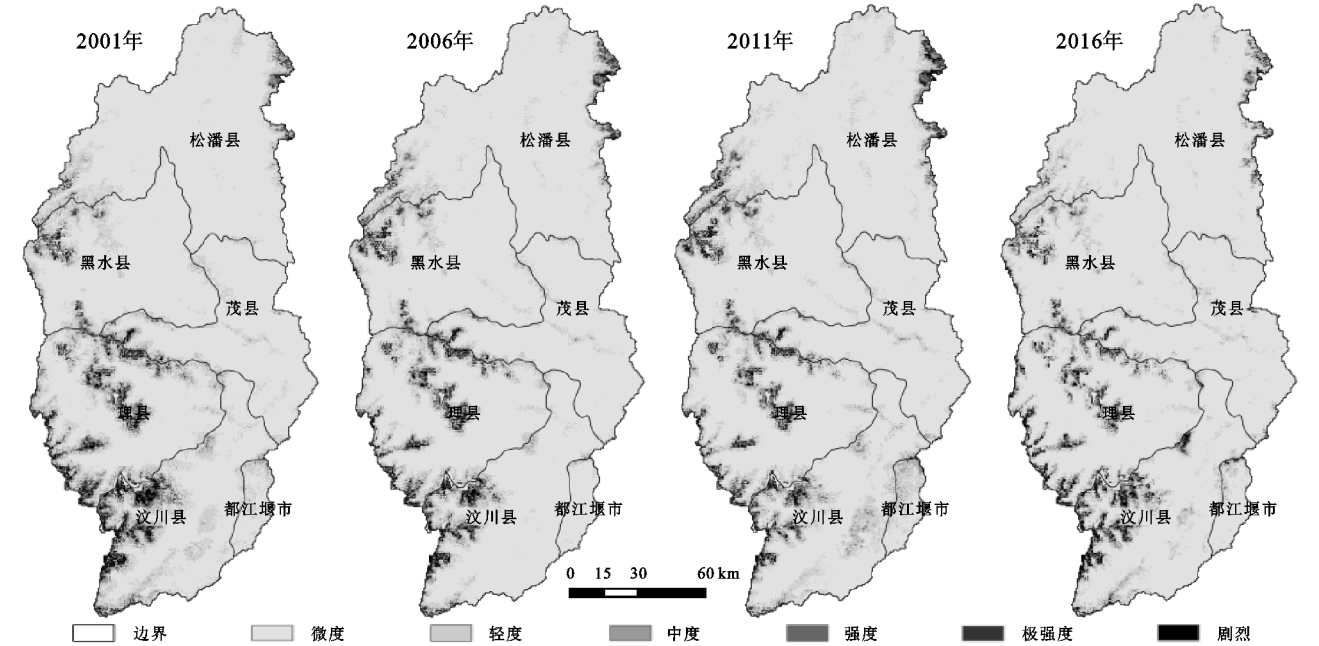 2001年
2006年
2011年
2016年
松潘县
松潘县
松潘县
松潘县
黑水县
黑水县
黑水县
黑水县
茂县
茂县
茂县
茂县
理县
理县
理县
理县
汶川县
都江堰市
汶川县
都江堰市
汶川县
都江堰市
汶川县
都江堰市
0 15 30 60 km
边界 微度 轻度 中度 强度 极强度 剧烈